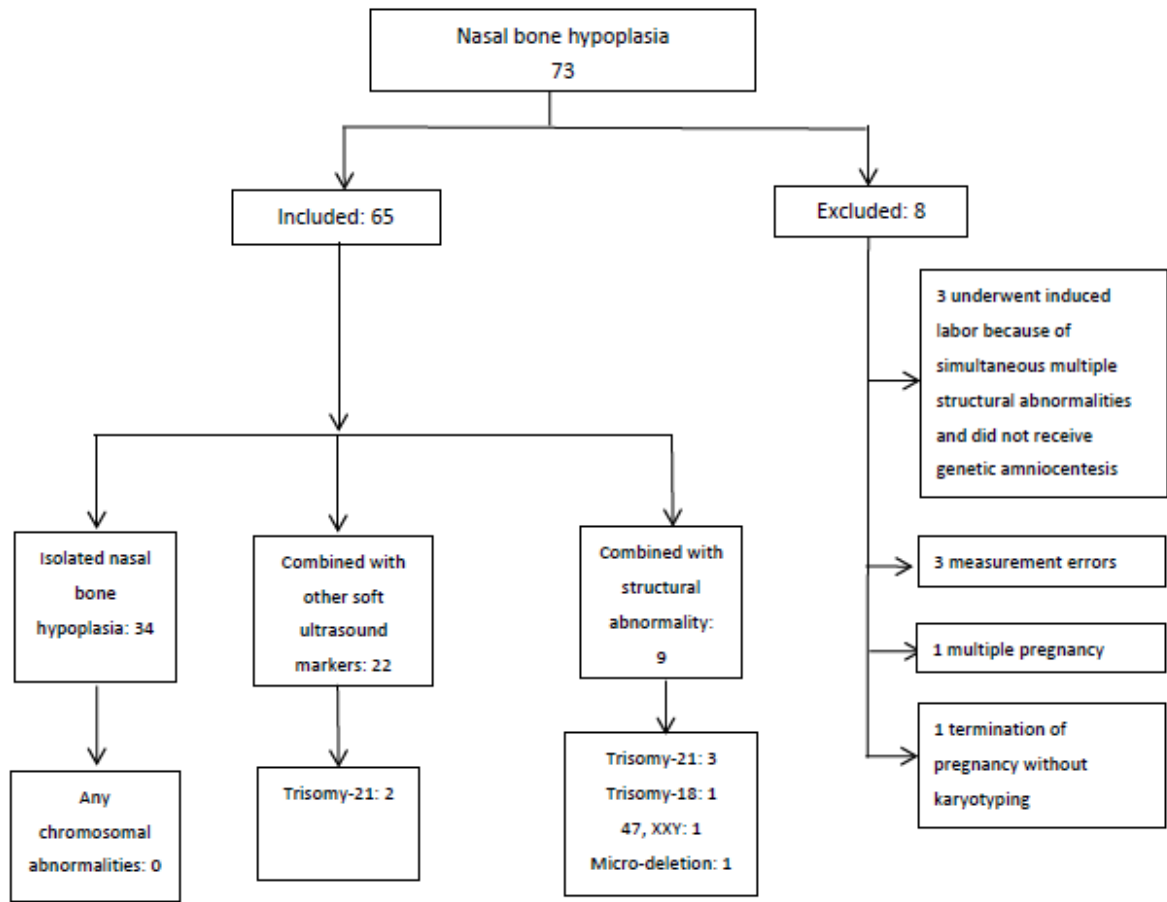 Nasal bone hypoplasia
73
Included: 65
Excluded: 8
3 underwent induced
labor because of
simultaneous multiple
structural abnormalities
and did not receive
genetic amniocentesis
3 measurement errors
1 multiple pregnancy
1 termination of
pregnancy without
karyotyping
Isolated nasal
bone
hypoplasia: 34
Combined with
other soft
ultrasound
markers: 22
Combined with
structural
abnormality:
9
Any
chromosomal
abnormalities: 0
Trisomy-21: 2
Trisomy-21: 3
Trisomy-18: 1
47, XXY: 1
Micro-deletion: 1